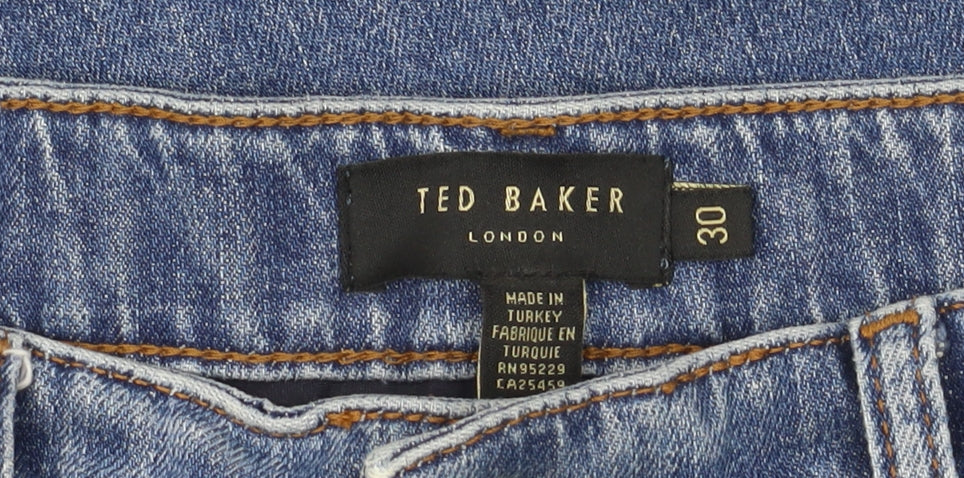 TED BAKER
LONDON
30
MADE IN
TURKEY
FABRIQUE EN
TURQUIE
RN95229
CA25459